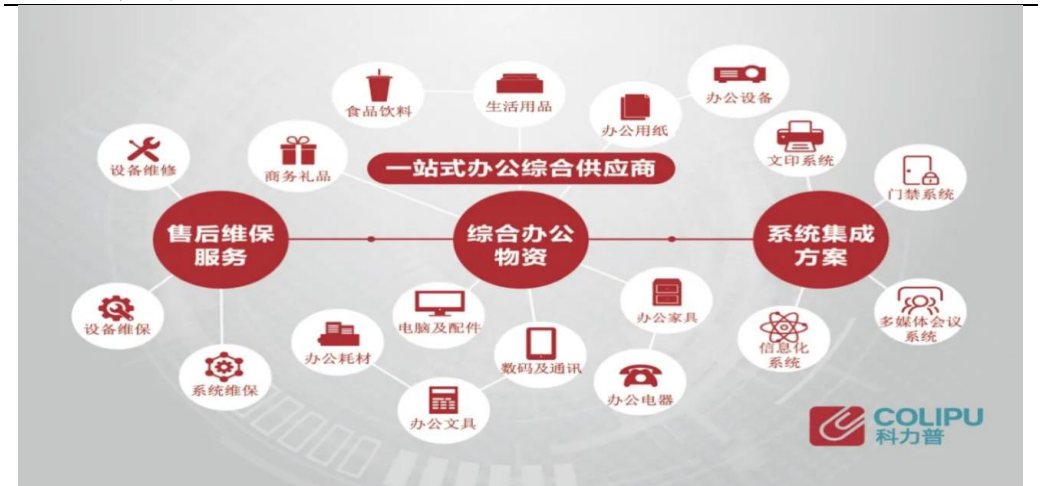 食品饮料
生活用品
办公设备
办公用纸
设备维修
商务礼品
一站式办公综合供应商
文印系统
门禁系统
售后维保
服务
综合办公
物资
系统集成
方案
设备维保
办公耗材
电脑及配件
数码及通讯
办公家具
信息化
系统
多媒体会议
系统
系统维保
办公文具
办公电器
COLIPU
科力普